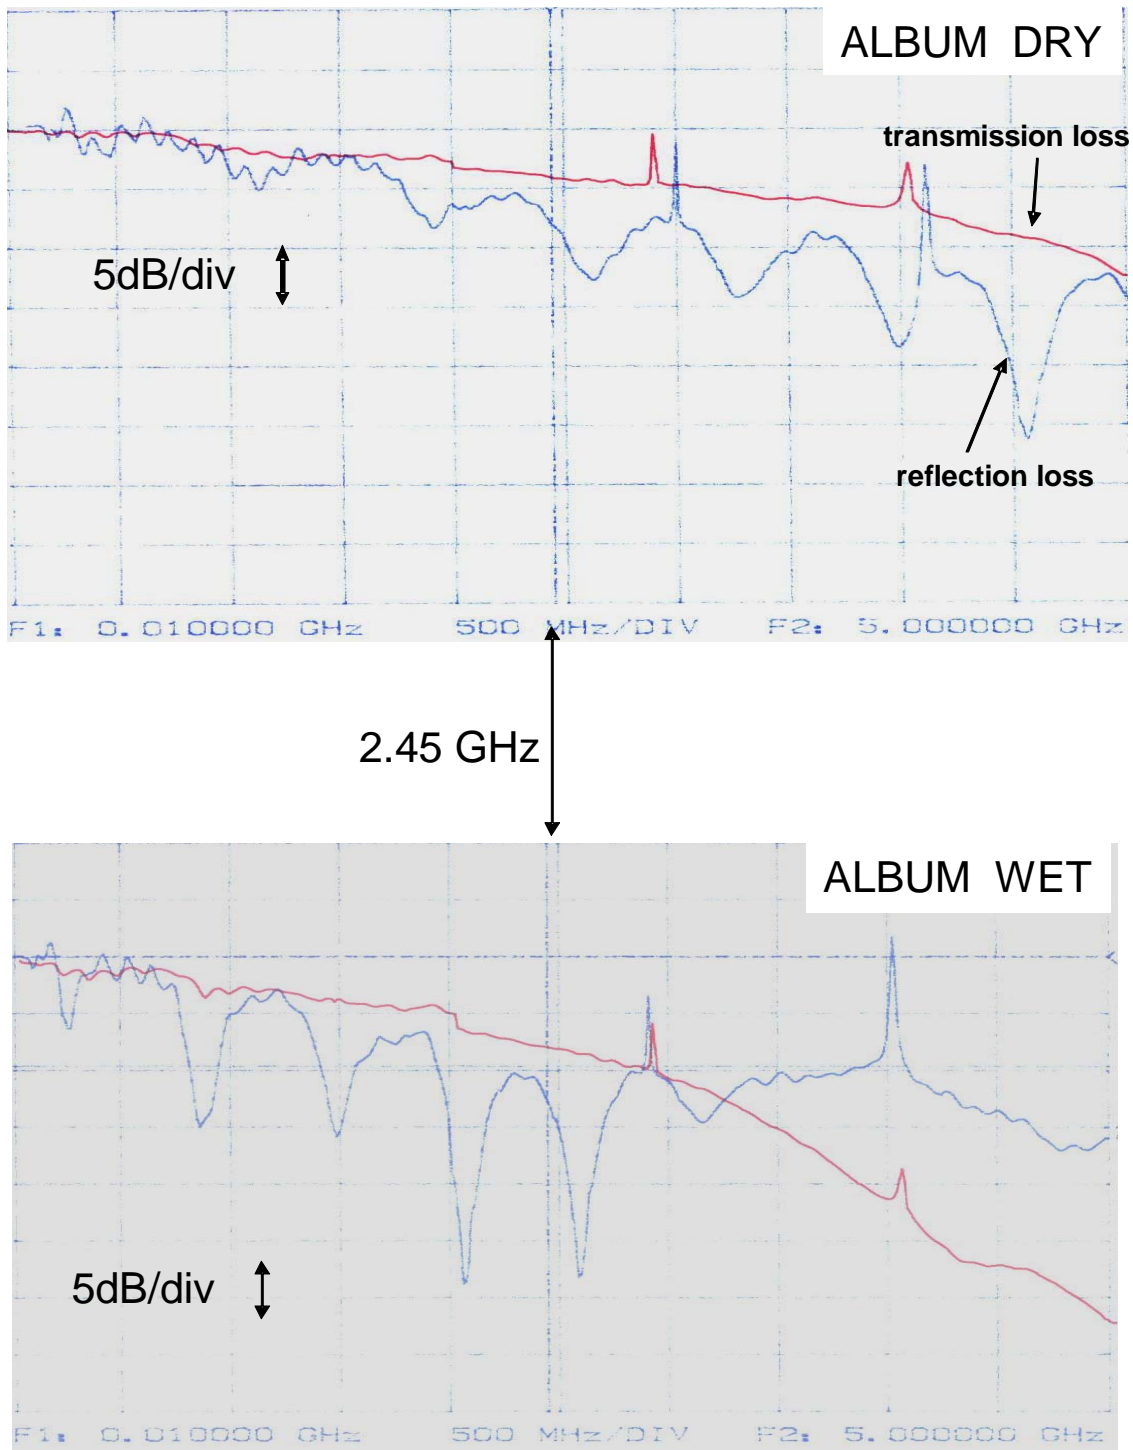 ALBUM DRY
transmission loss
5dB/div
reflection loss
F1: 0.010000 GHz 500 MHz/DIV F2: 5.000000 GHz
2.45 GHz
ALBUM WET
5dB/div
F1: 0.010000 GHz 500 MHz/DIV F2: 5.000000 GHz